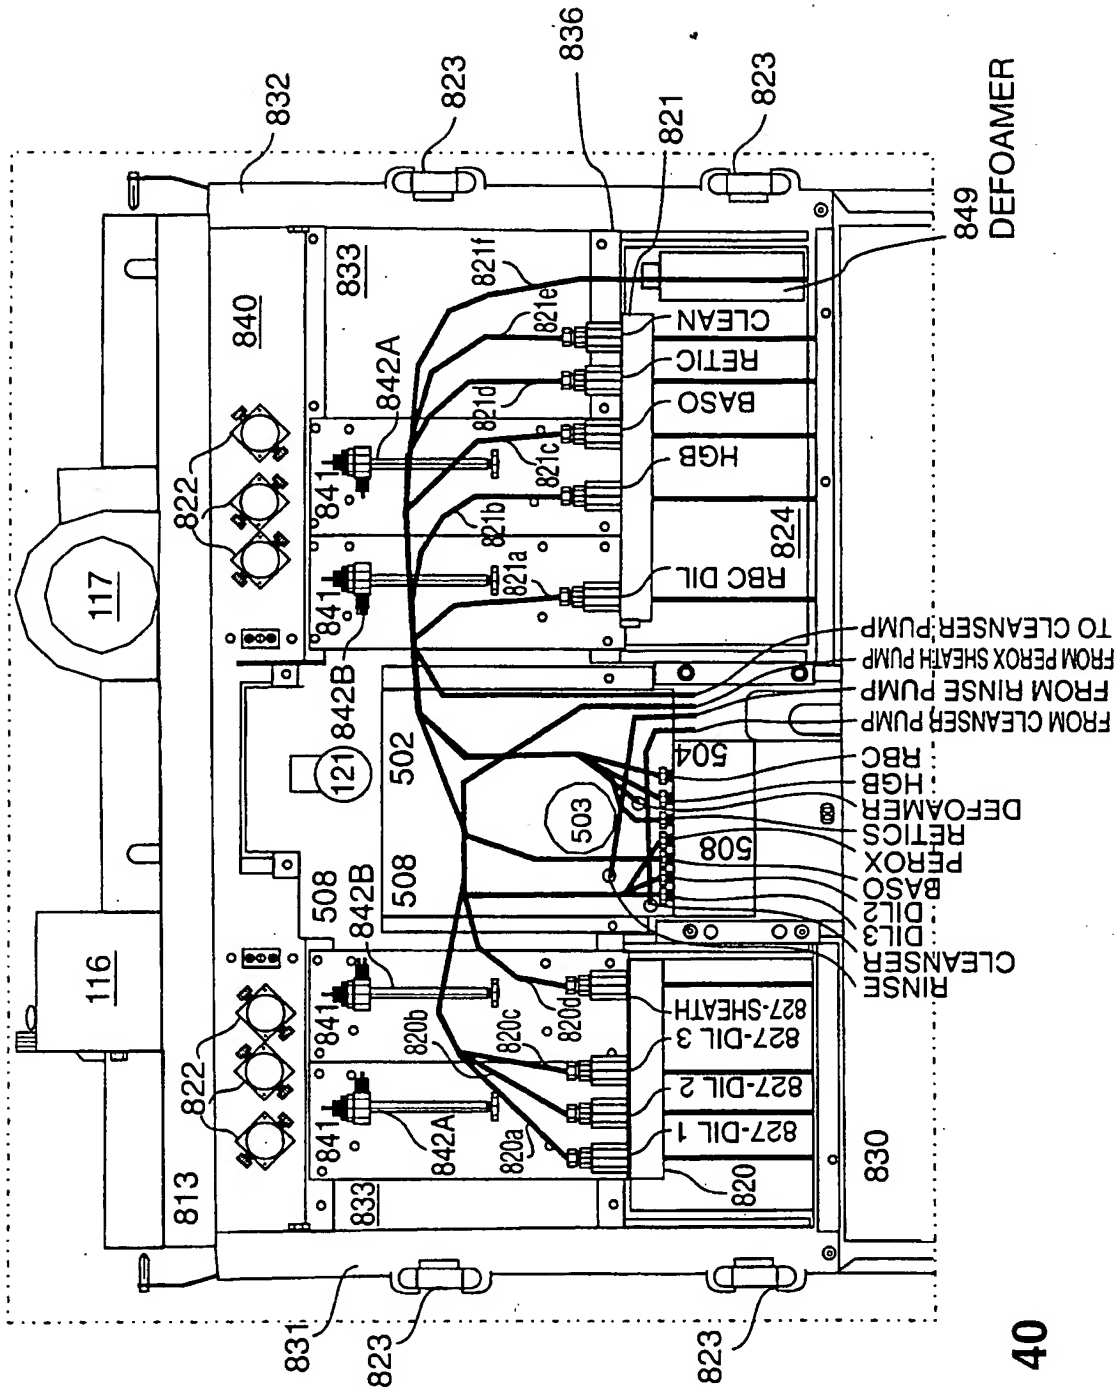 832
823
836
823
821
849
DEFOAMER
840
833
842A
821f
821e
821d
821c
821b
821a
822
117
841
841
842B
CLEAN
RETIC
BASO
HGB
RBC DIL
824
TO CLEANSER PUMP
FROM PEROX SHEATH PUMP
FROM RINSE PUMP
FROM CLEANSER PUMP
121
502
503
504
508
508
508
RBC
HGB
DEFOAMER
RETICS
PEROX
BASO
DIL2
DIL3
CLEANSER
RINSE
116
822
813
842B
841
841
842A
833
820a
820b
820c
820d
827-SHEATH
827-DIL 3
827-DIL 2
827-DIL 1
820
830
831
823
823
40